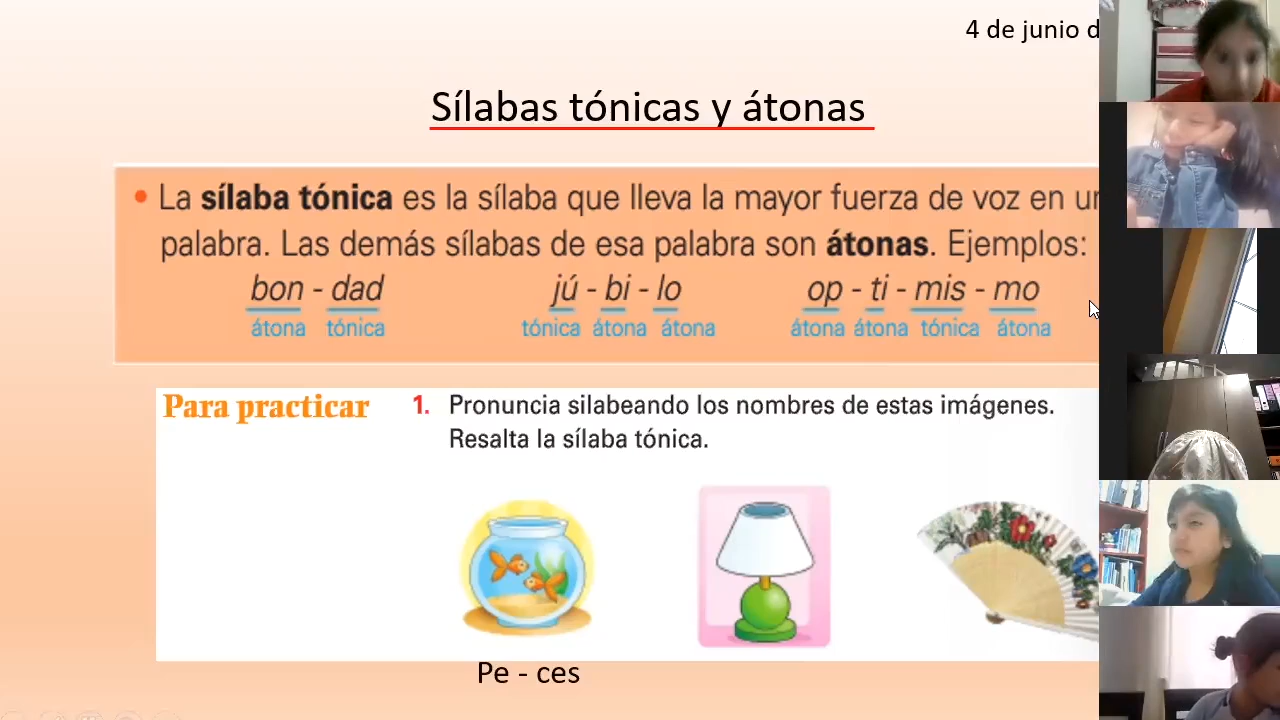 4 de junio d
Sílabas tónicas y átonas
• La sílaba tónica es la sílaba que lleva la mayor fuerza de voz en un
palabra. Las demás sílabas de esa palabra son átonas. Ejemplos:
bon - dad jú - bi - lo op - ti - mis - mo
átona tónica tónica átona átona átona átona tónica átona
Para practicar 1. Pronuncia silabeando los nombres de estas imágenes.
Resalta la sílaba tónica.
Pe - ces